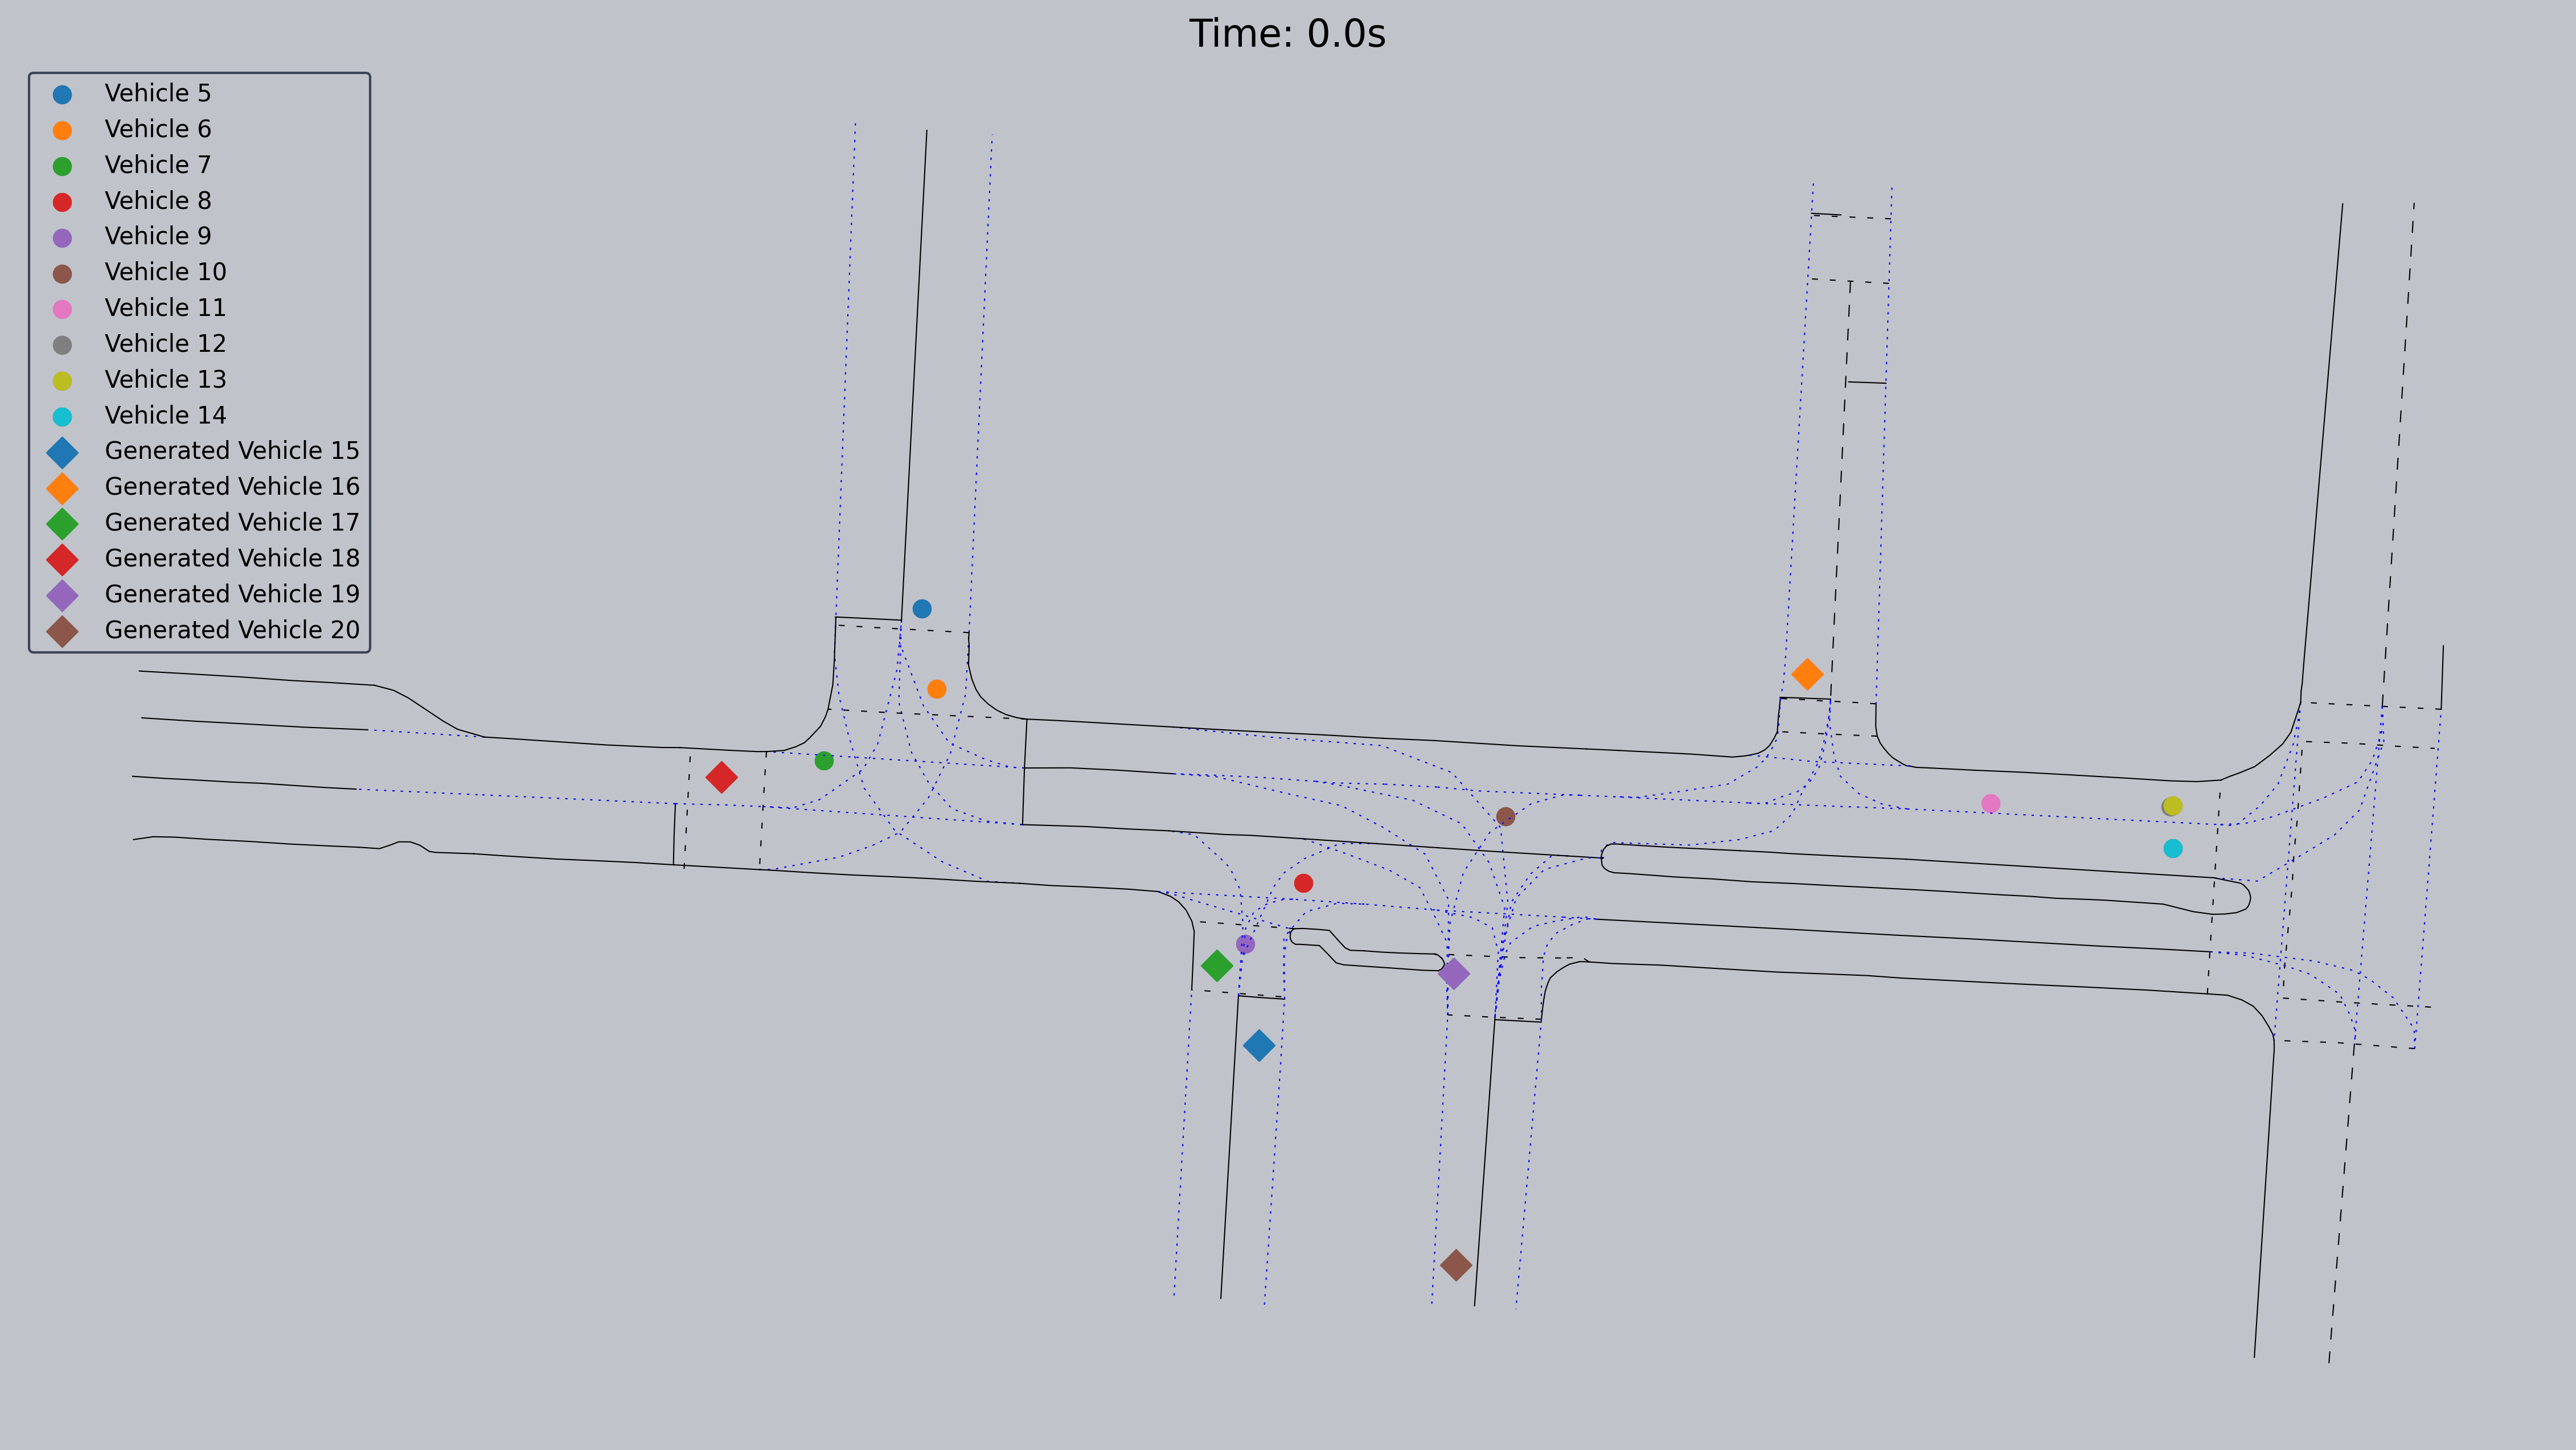 Time: 0.0s
Vehicle 5
Vehicle 6
Vehicle 7
Vehicle 8
Vehicle 9
Vehicle 10
Vehicle 11
Vehicle 12
Vehicle 13
Vehicle 14
Generated Vehicle 15
Generated Vehicle 16
Generated Vehicle 17
Generated Vehicle 18
Generated Vehicle 19
Generated Vehicle 20